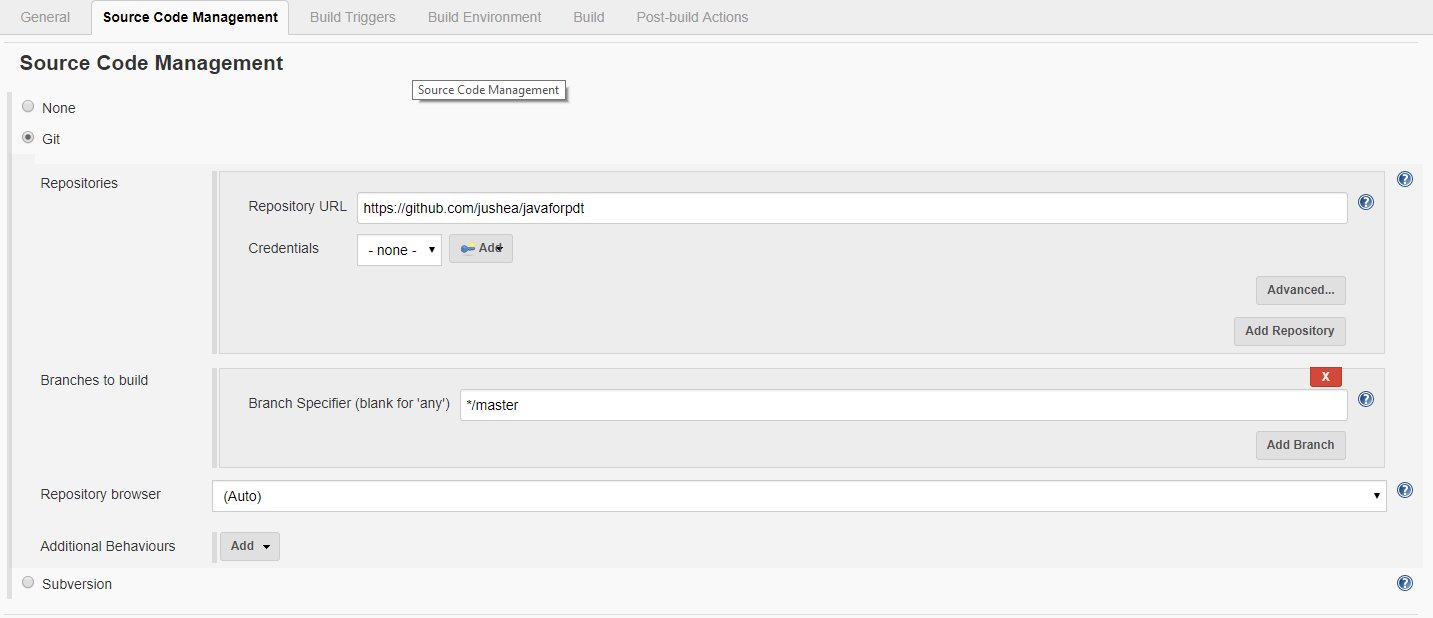 General Source Code Management Build Triggers Build Environment Build Post-build Actions
Source Code Management
Source Code Management
None
Git
Repositories
Repository URL https://github.com/jushea/javaforpdt
Credentials - none - Add
Advanced...
Add Repository
Branches to build
X
Branch Specifier (blank for 'any') */master
Add Branch
Repository browser (Auto)
Additional Behaviours Add
Subversion